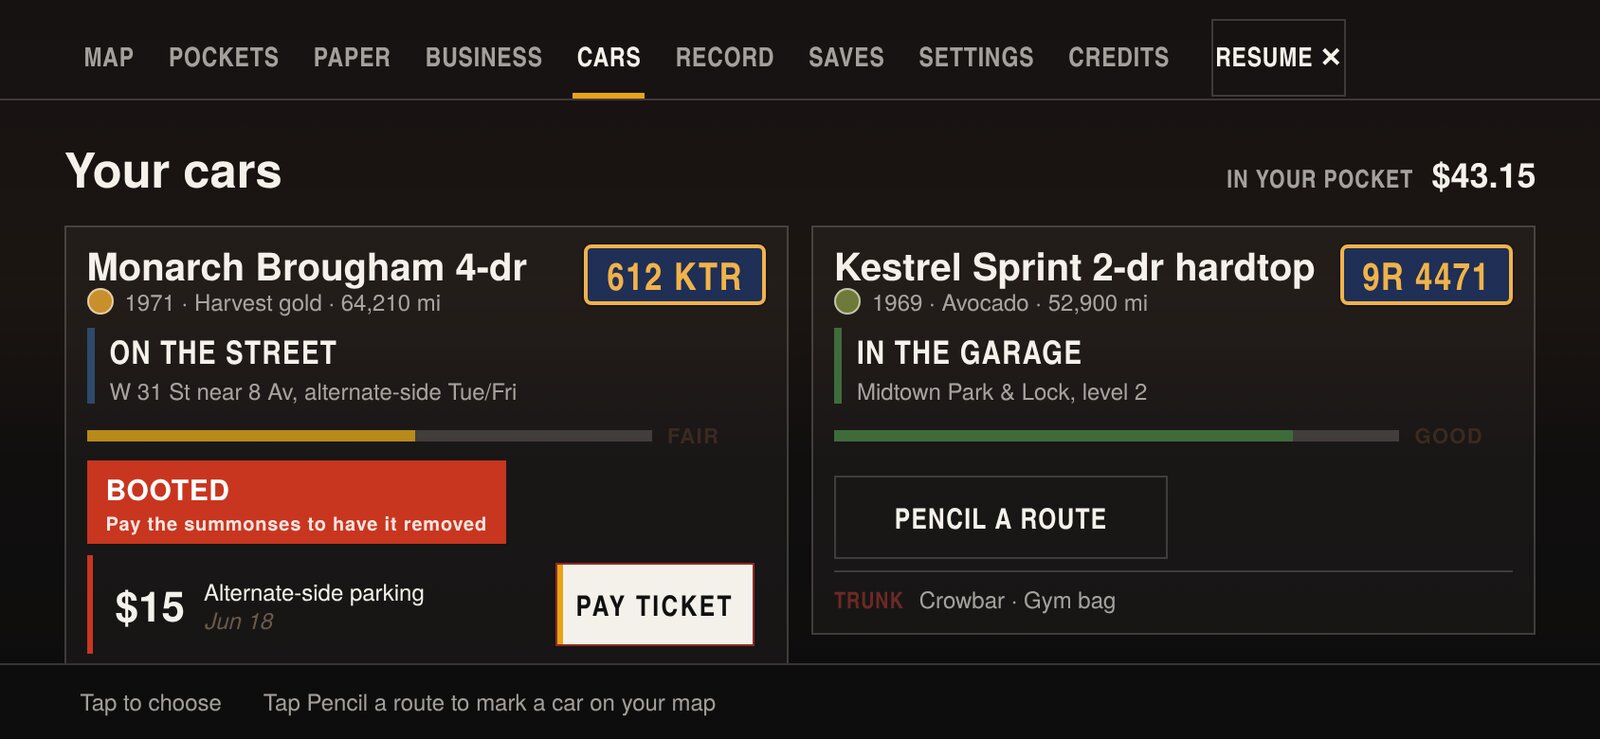 MAP POCKETS PAPER BUSINESS CARS RECORD SAVES SETTINGS CREDITS RESUME ✕
Your cars
IN YOUR POCKET $43.15
Monarch Brougham 4-dr
612 KTR
1971 · Harvest gold · 64,210 mi
ON THE STREET
W 31 St near 8 Av, alternate-side Tue/Fri
FAIR
BOOTED
Pay the summonses to have it removed
$15
Alternate-side parking
Jun 18
PAY TICKET
Kestrel Sprint 2-dr hardtop
9R 4471
1969 · Avocado · 52,900 mi
IN THE GARAGE
Midtown Park & Lock, level 2
GOOD
PENCIL A ROUTE
TRUNK Crowbar · Gym bag
Tap to choose Tap Pencil a route to mark a car on your map